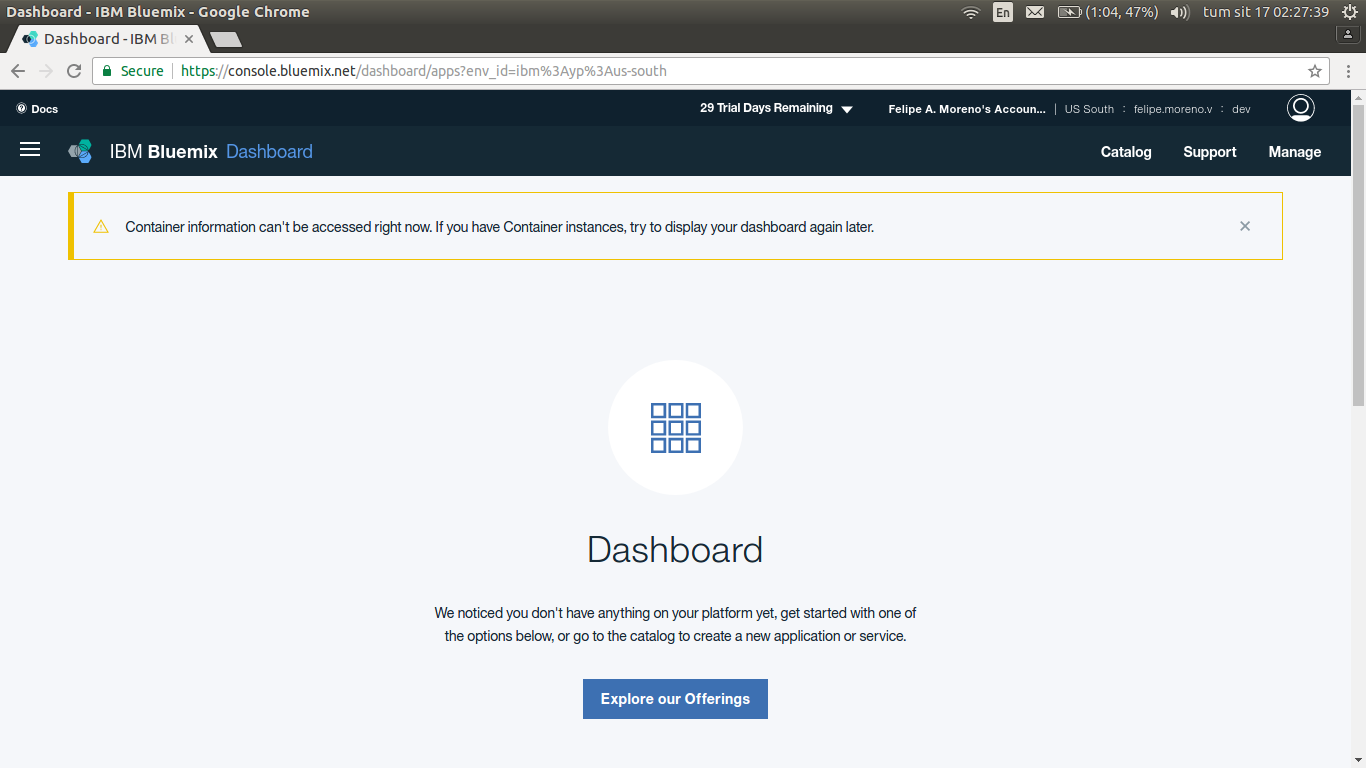 Dashboard - IBM Bluemix - Google Chrome
En
(1:04, 47%)
tum sit 17 02:27:39
Dashboard - IBM Bl
Secure
https://console.bluemix.net/dashboard/apps?env_id=ibm%3Ayp%3Aus-south
Docs
29 Trial Days Remaining
Felipe A. Moreno's Accoun... | US South : felipe.moreno.v : dev
IBM Bluemix Dashboard
Catalog
Support
Manage
Container information can't be accessed right now. If you have Container instances, try to display your dashboard again later.
Dashboard
We noticed you don't have anything on your platform yet, get started with one of
the options below, or go to the catalog to create a new application or service.
Explore our Offerings